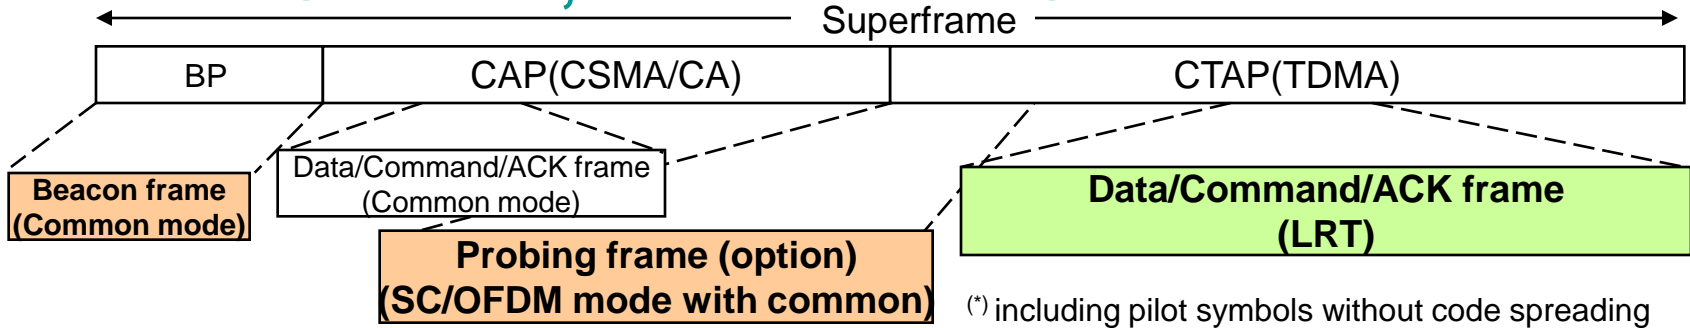 Superframe
BP
CAP(CSMA/CA)
CTAP(TDMA)
Data/Command/ACK frame
(Common mode)
Beacon frame
(Common mode)
Data/Command/ACK frame
(LRT)
Probing frame (option)
(SC/OFDM mode with common)
(*) including pilot symbols without code spreading